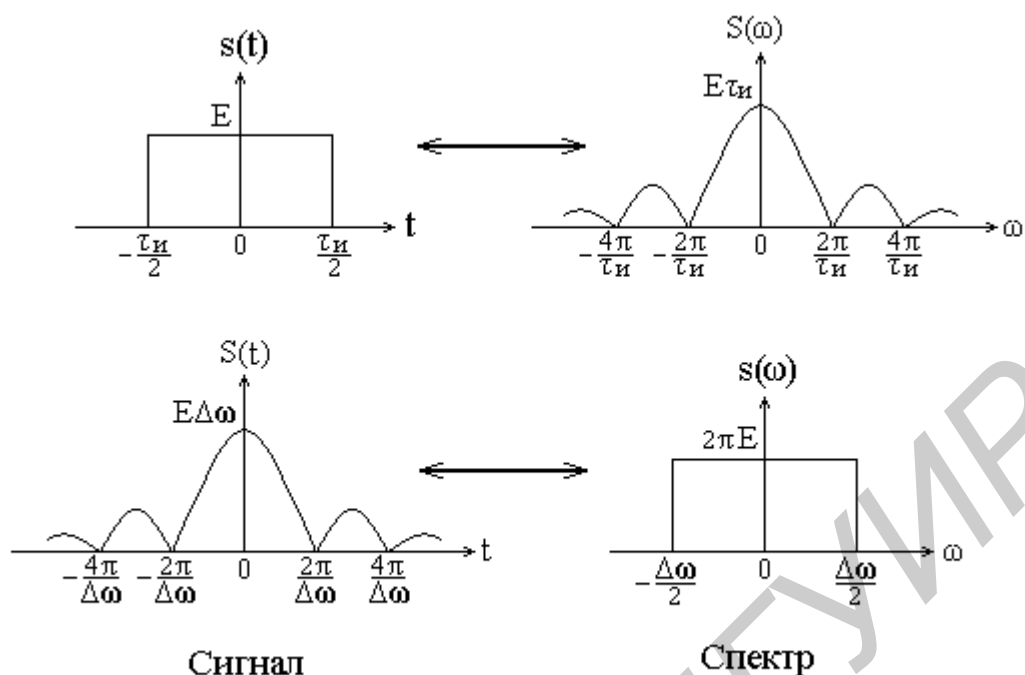 s(t)
E
-τи/2 0 τи/2 t
S(ω)
Eτи
-4π/τи -2π/τи 0 2π/τи 4π/τи ω
S(t)
EΔω
-4π/Δω -2π/Δω 0 2π/Δω 4π/Δω t
s(ω)
2πE
-Δω/2 0 Δω/2 ω
Сигнал
Спектр
ГУИР